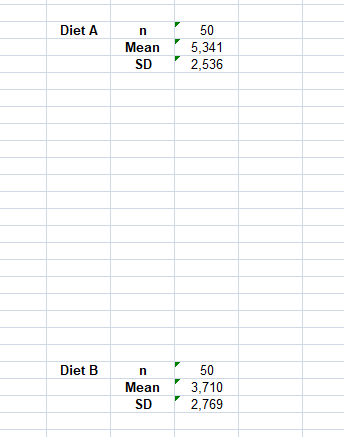 Diet A n 50
Mean 5,341
SD 2,536
Diet B n 50
Mean 3,710
SD 2,769